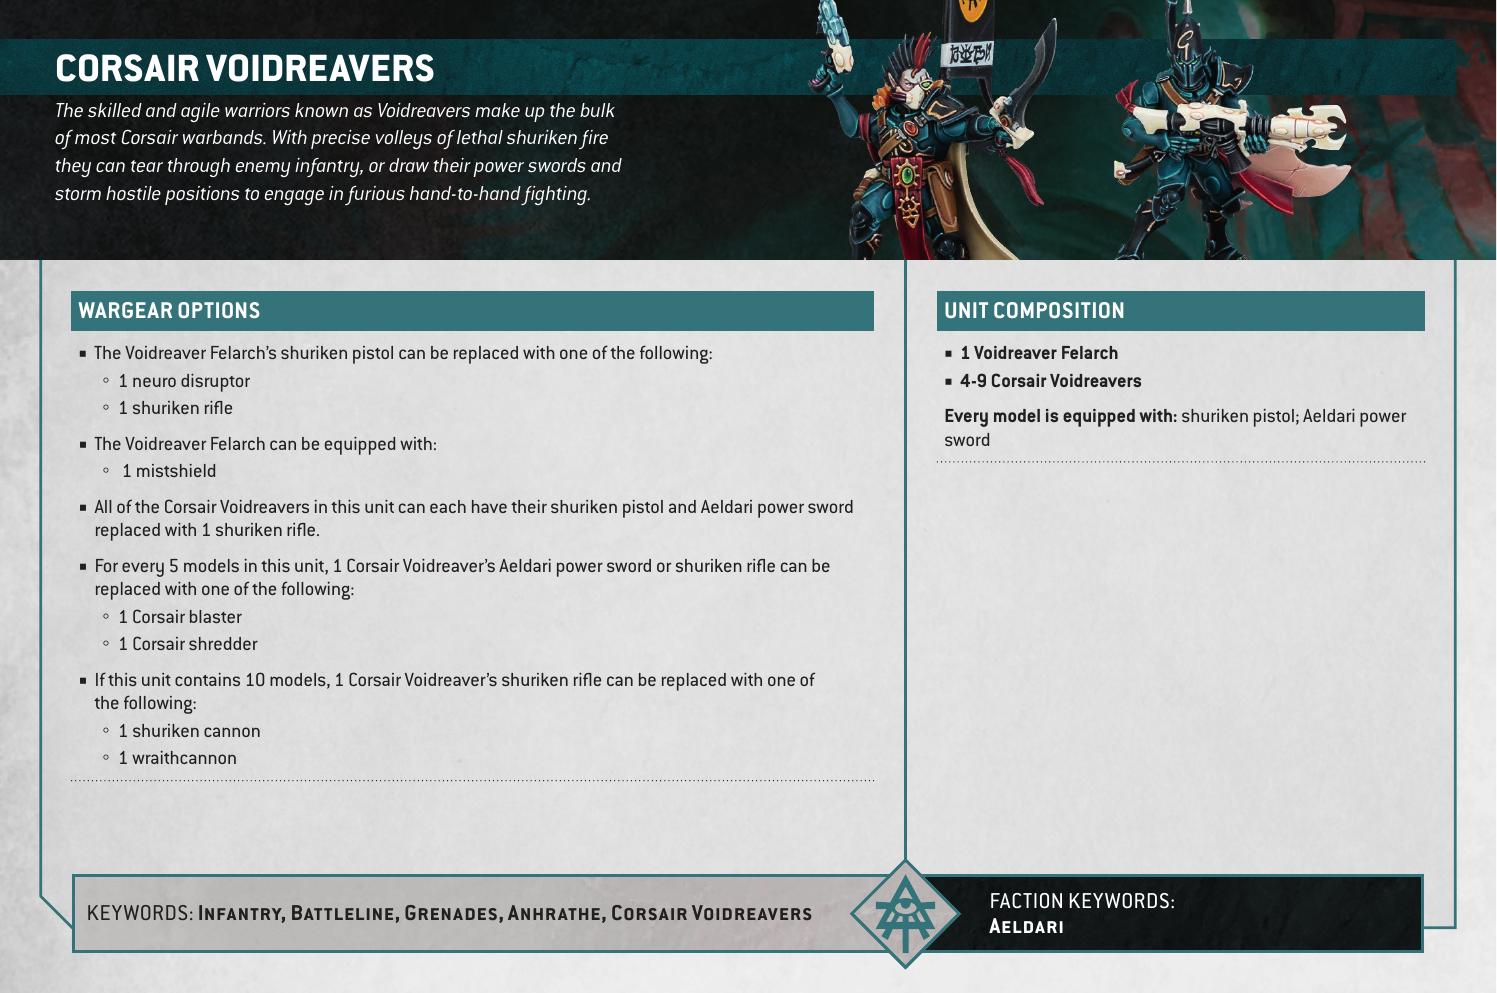 CORSAIR VOIDREAVERS
The skilled and agile warriors known as Voidreavers make up the bulk
of most Corsair warbands. With precise volleys of lethal shuriken fire
they can tear through enemy infantry, or draw their power swords and
storm hostile positions to engage in furious hand-to-hand fighting.
WARGEAR OPTIONS
■ The Voidreaver Felarch’s shuriken pistol can be replaced with one of the following:
◦ 1 neuro disruptor
◦ 1 shuriken rifle
■ The Voidreaver Felarch can be equipped with:
◦ 1 mistshield
■ All of the Corsair Voidreavers in this unit can each have their shuriken pistol and Aeldari power sword
replaced with 1 shuriken rifle.
■ For every 5 models in this unit, 1 Corsair Voidreaver’s Aeldari power sword or shuriken rifle can be
replaced with one of the following:
◦ 1 Corsair blaster
◦ 1 Corsair shredder
■ If this unit contains 10 models, 1 Corsair Voidreaver’s shuriken rifle can be replaced with one of
the following:
◦ 1 shuriken cannon
◦ 1 wraithcannon
UNIT COMPOSITION
■ 1 Voidreaver Felarch
■ 4-9 Corsair Voidreavers
Every model is equipped with: shuriken pistol; Aeldari power
sword
KEYWORDS: INFANTRY, BATTLELINE, GRENADES, ANHRATHE, CORSAIR VOIDREAVERS
FACTION KEYWORDS:
AELDARI